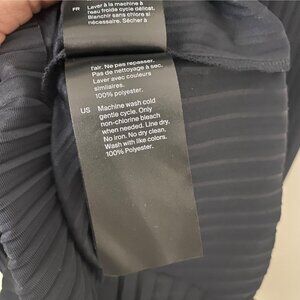 FR
Laver à la machine à
l'eau froide cycle délicat.
Blanchir sans chlore si
nécessaire. Sécher à
l'air. Ne pas repasser.
Pas de nettoyage à sec.
Laver avec couleurs
similaires.
100% polyester.
US
Machine wash cold
gentle cycle. Only
non-chlorine bleach
when needed. Line dry.
No iron. No dry clean.
Wash with like colors.
100% Polyester.